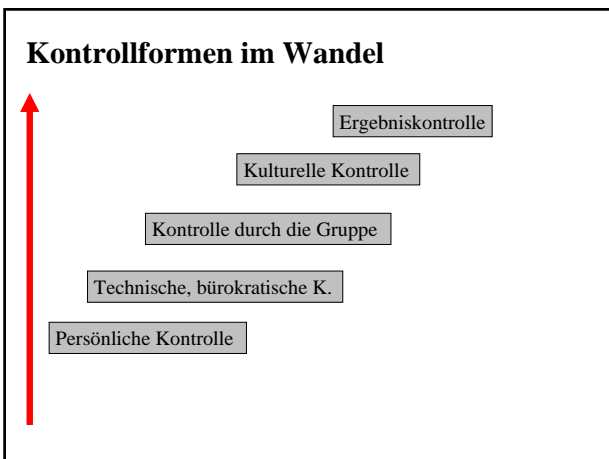 Kontrollformen im Wandel
Ergebniskontrolle
Kulturelle Kontrolle
Kontrolle durch die Gruppe
Technische, bürokratische K.
Persönliche Kontrolle